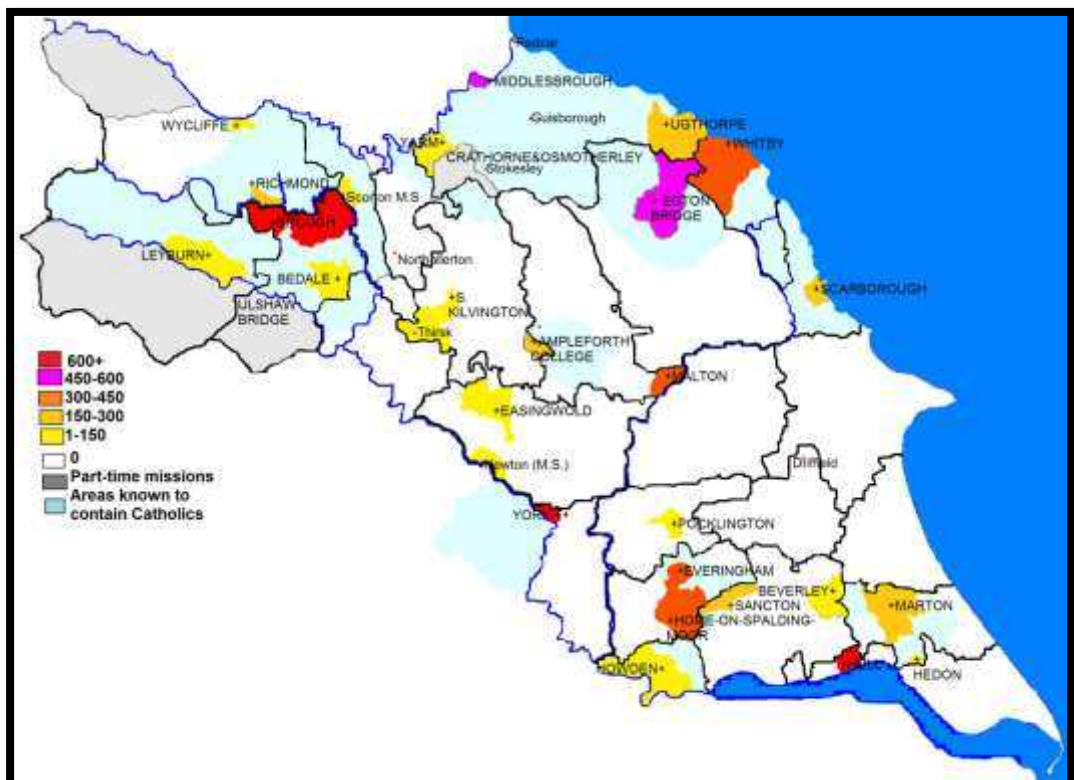 Redcar
+MIDDLESBROUGH
Guisborough
WYCLIFFE +
+UGTHORPE
YARM+
+WHITBY
CRATHORNE&OSMOTHERLEY
Stokesley
+RICHMOND
Scorton M.S
+ EGTON
BRIDGE
+BROUGH
LEYBURN+
Northallerton
BEDALE +
+SCARBOROUGH
ULSHAW
BRIDGE
+S.
KILVINGTON
Thirsk
+AMPLEFORTH
COLLEGE
+MALTON
600+
450-600
300-450
150-300
1-150
0
Part-time missions
Areas known to
contain Catholics
+EASINGWOLD
Newton (M.S.)
Driffield
YORK
+POCKLINGTON
+EVERINGHAM
BEVERLEY+
+SANCTON
+MARTON
+HOLME-ON-SPALDING-
MOOR
HOWDEN+
HEDON